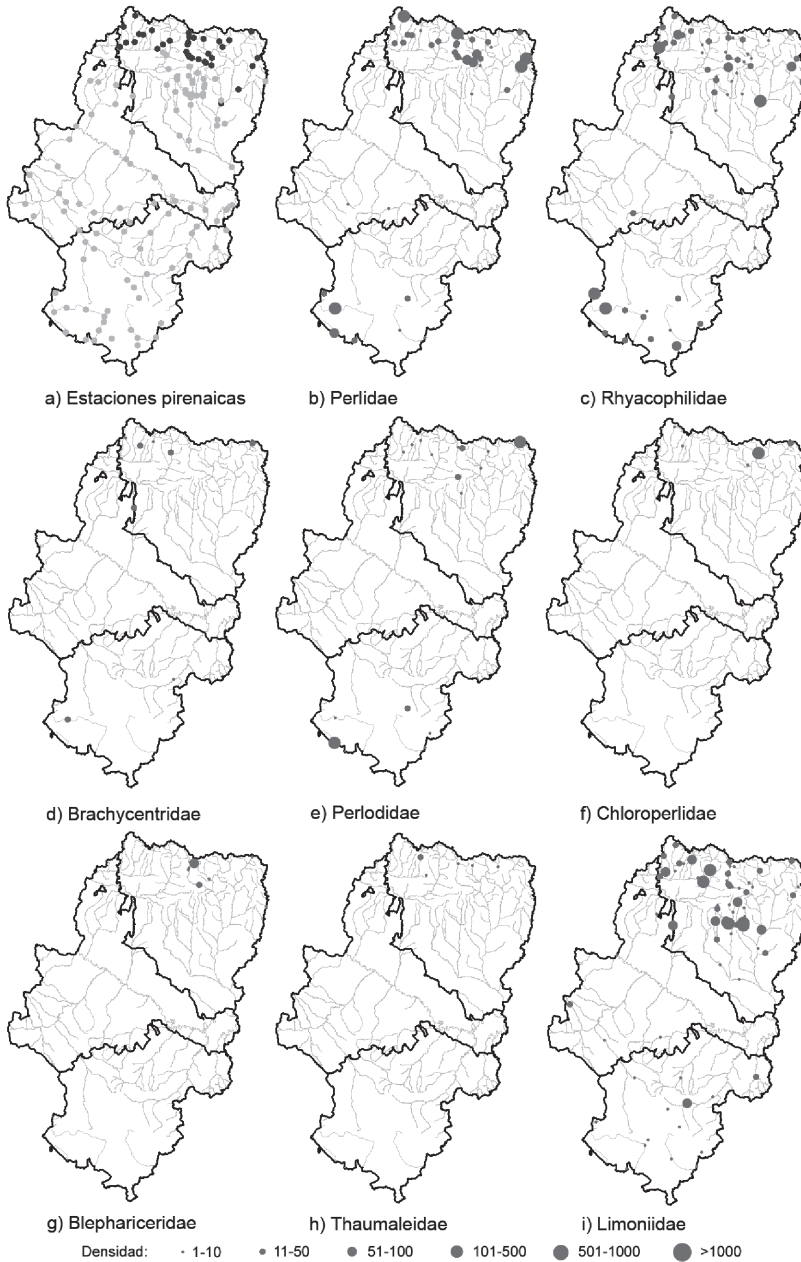 a) Estaciones pirenaicas b) Perlidae c) Rhyacophilidae
d) Brachycentridae e) Perlodidae f) Chloroperlidae
g) Blephariceridae h) Thaumaleidae i) Limoniidae
Densidad: 1-10 11-50 51-100 101-500 501-1000 >1000